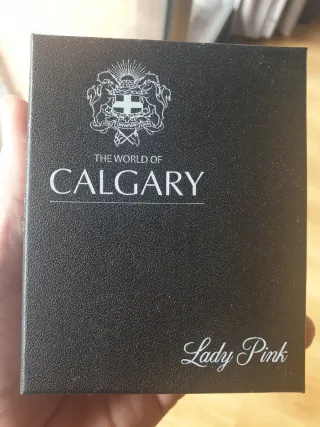 THE WORLD OF
CALGARY
Lady Pink